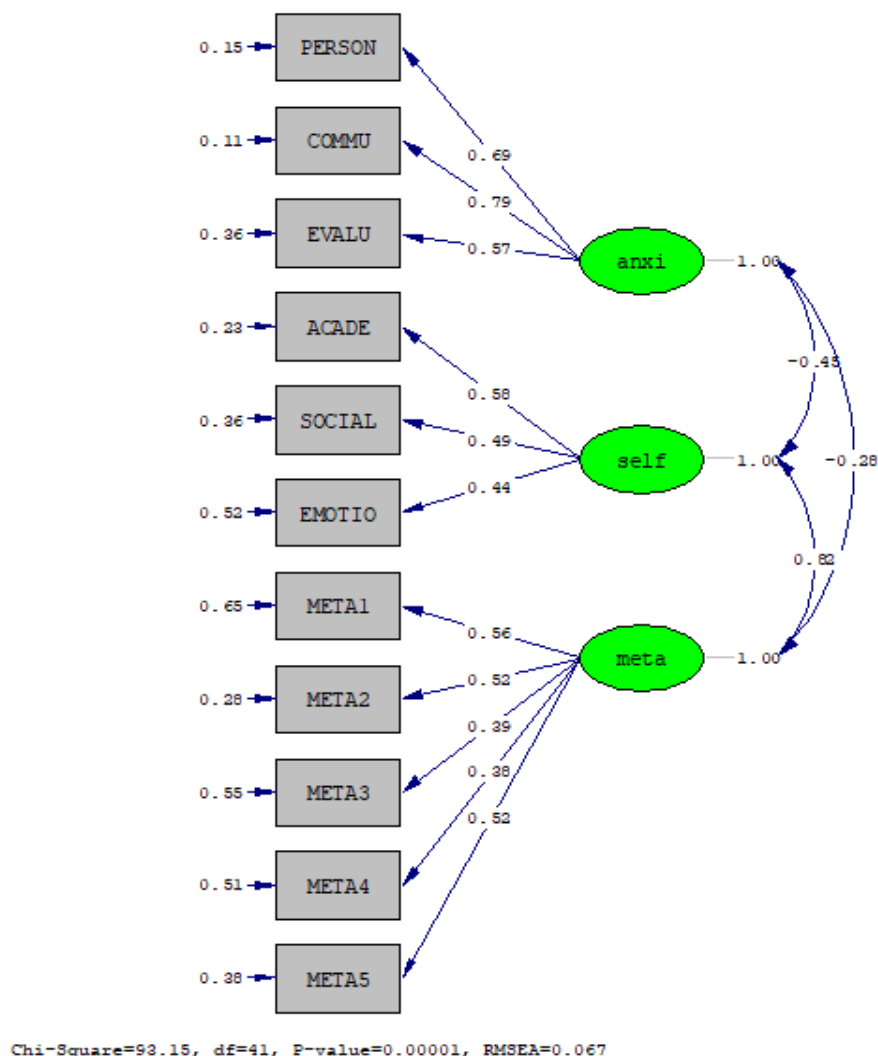 0.15 PERSON
0.69
0.11 COMMU
0.79
0.36 EVALU
0.57
anxi 1.00
0.23 ACADE
0.58
-0.45
0.36 SOCIAL
0.49
self 1.00
-0.28
0.44
0.52 EMOTIO
0.82
0.65 META1
0.56
meta 1.00
0.52
0.28 META2
0.39
0.38
0.55 META3
0.52
0.51 META4
0.38 META5
Chi-Square=93.15, df=41, P-value=0.00001, RMSEA=0.067